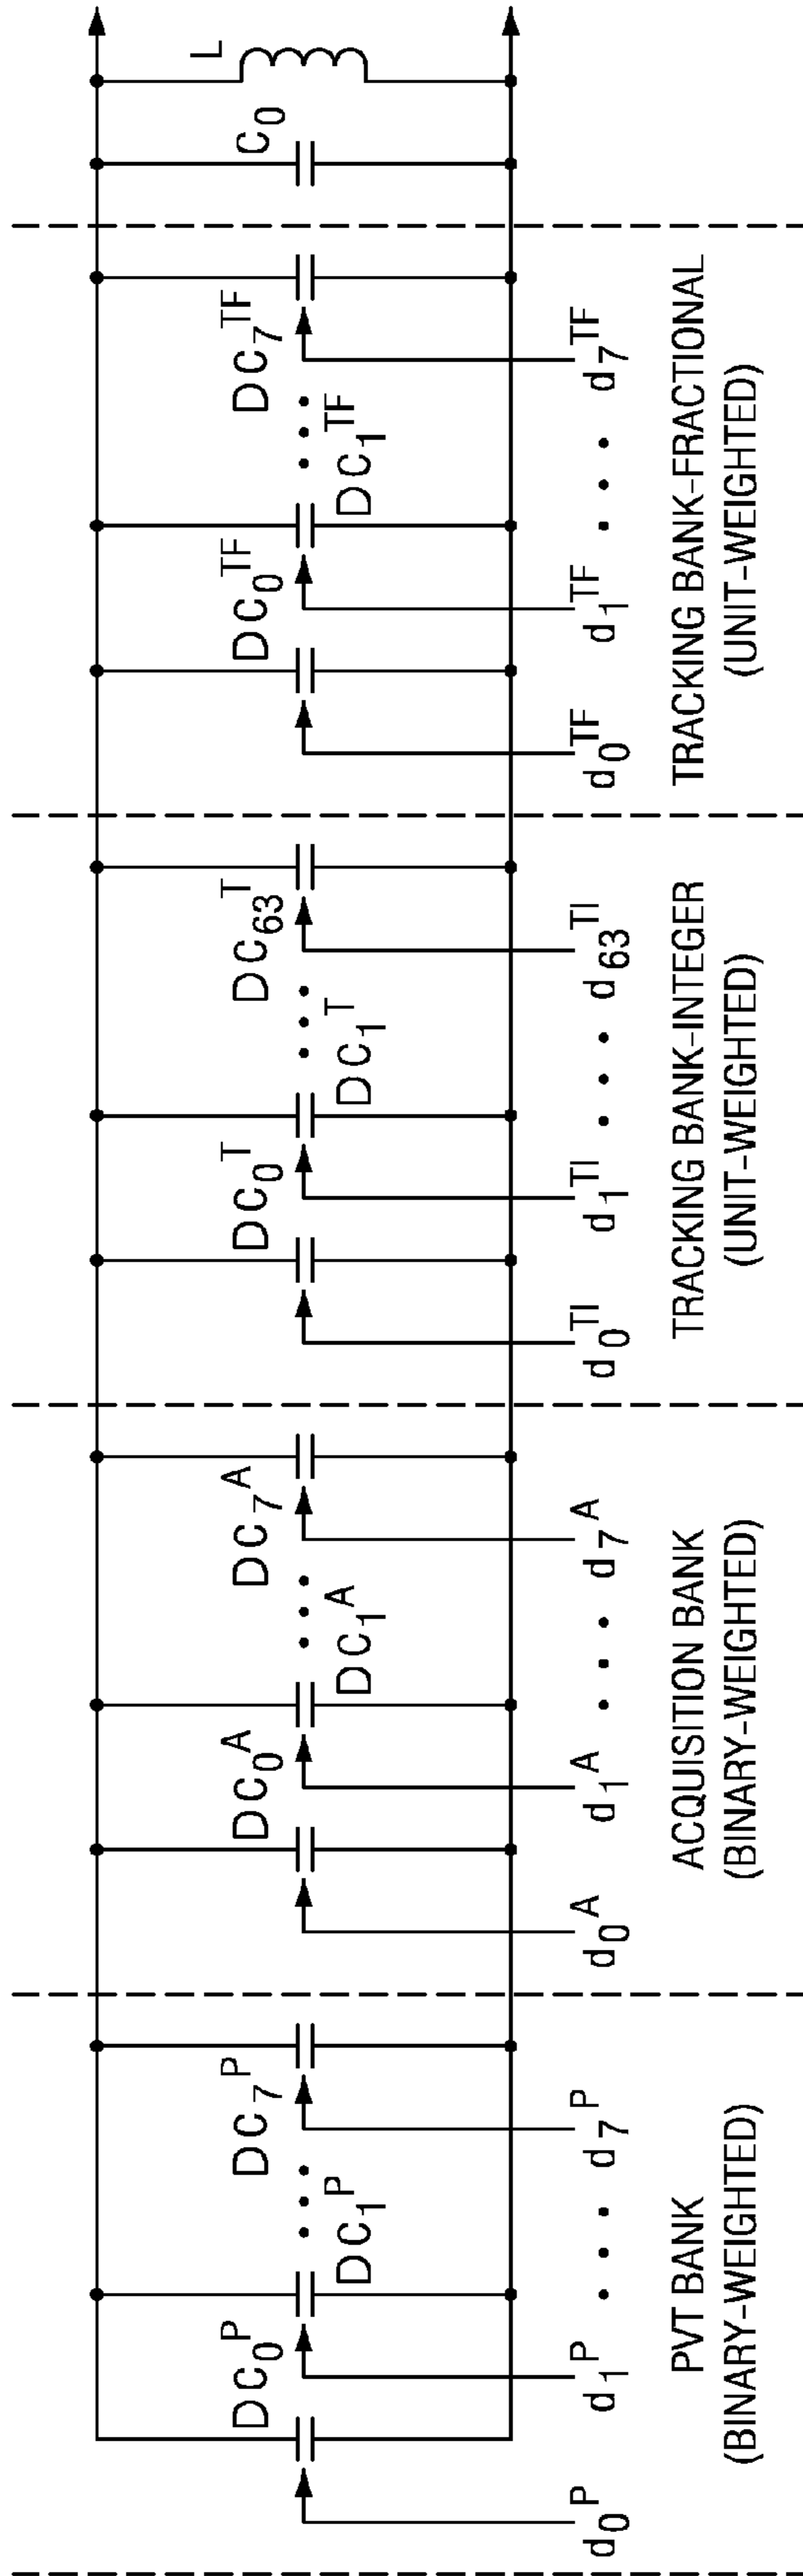 DC₀ᴾ
DC₁ᴾ
DC₇ᴾ
d₀ᴾ
d₁ᴾ
d₇ᴾ
PVT BANK
(BINARY-WEIGHTED)
DC₀ᴬ
DC₁ᴬ
DC₇ᴬ
d₀ᴬ
d₁ᴬ
d₇ᴬ
ACQUISITION BANK
(BINARY-WEIGHTED)
DC₀ᵀ
DC₁ᵀ
DC₆₃ᵀ
d₀ᵀᴵ
d₁ᵀᴵ
d₆₃ᵀᴵ
TRACKING BANK-INTEGER
(UNIT-WEIGHTED)
DC₀ᵀF
DC₁ᵀF
DC₇ᵀF
d₀ᵀF
d₁ᵀF
d₇ᵀF
TRACKING BANK-FRACTIONAL
(UNIT-WEIGHTED)
C₀
L